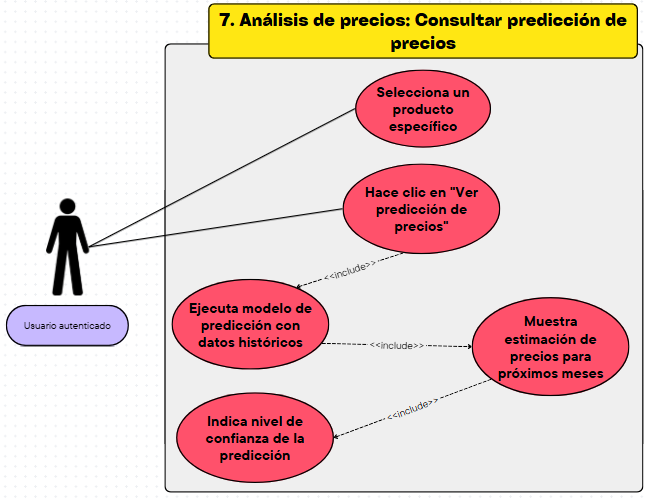 7. Análisis de precios: Consultar predicción de
precios
Selecciona un
producto
específico
Hace clic en "Ver
predicción de
precios"
<<include>>
Usuario autenticado
Ejecuta modelo de
predicción con
datos históricos
<<include>>
Muestra
estimación de
precios para
próximos meses
<<include>>
Indica nivel de
confianza de la
predicción